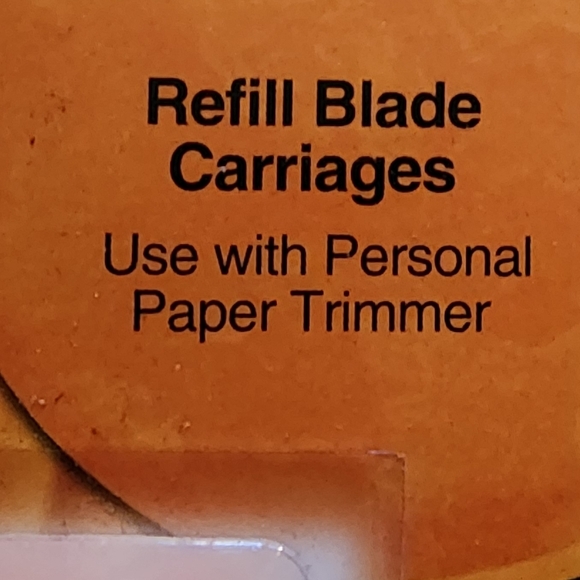 Refill Blade
Carriages
Use with Personal
Paper Trimmer